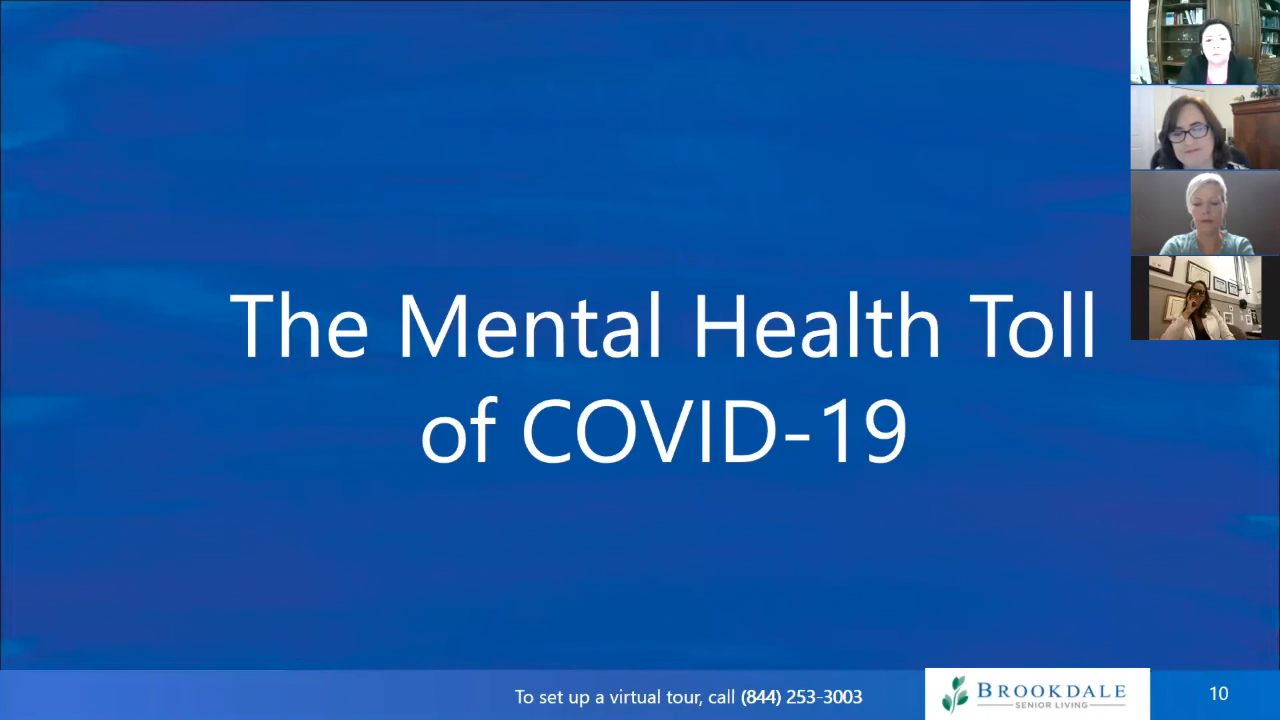 The Mental Health Toll
of COVID-19
To set up a virtual tour, call (844) 253-3003
BROOKDALE
SENIOR LIVING
10